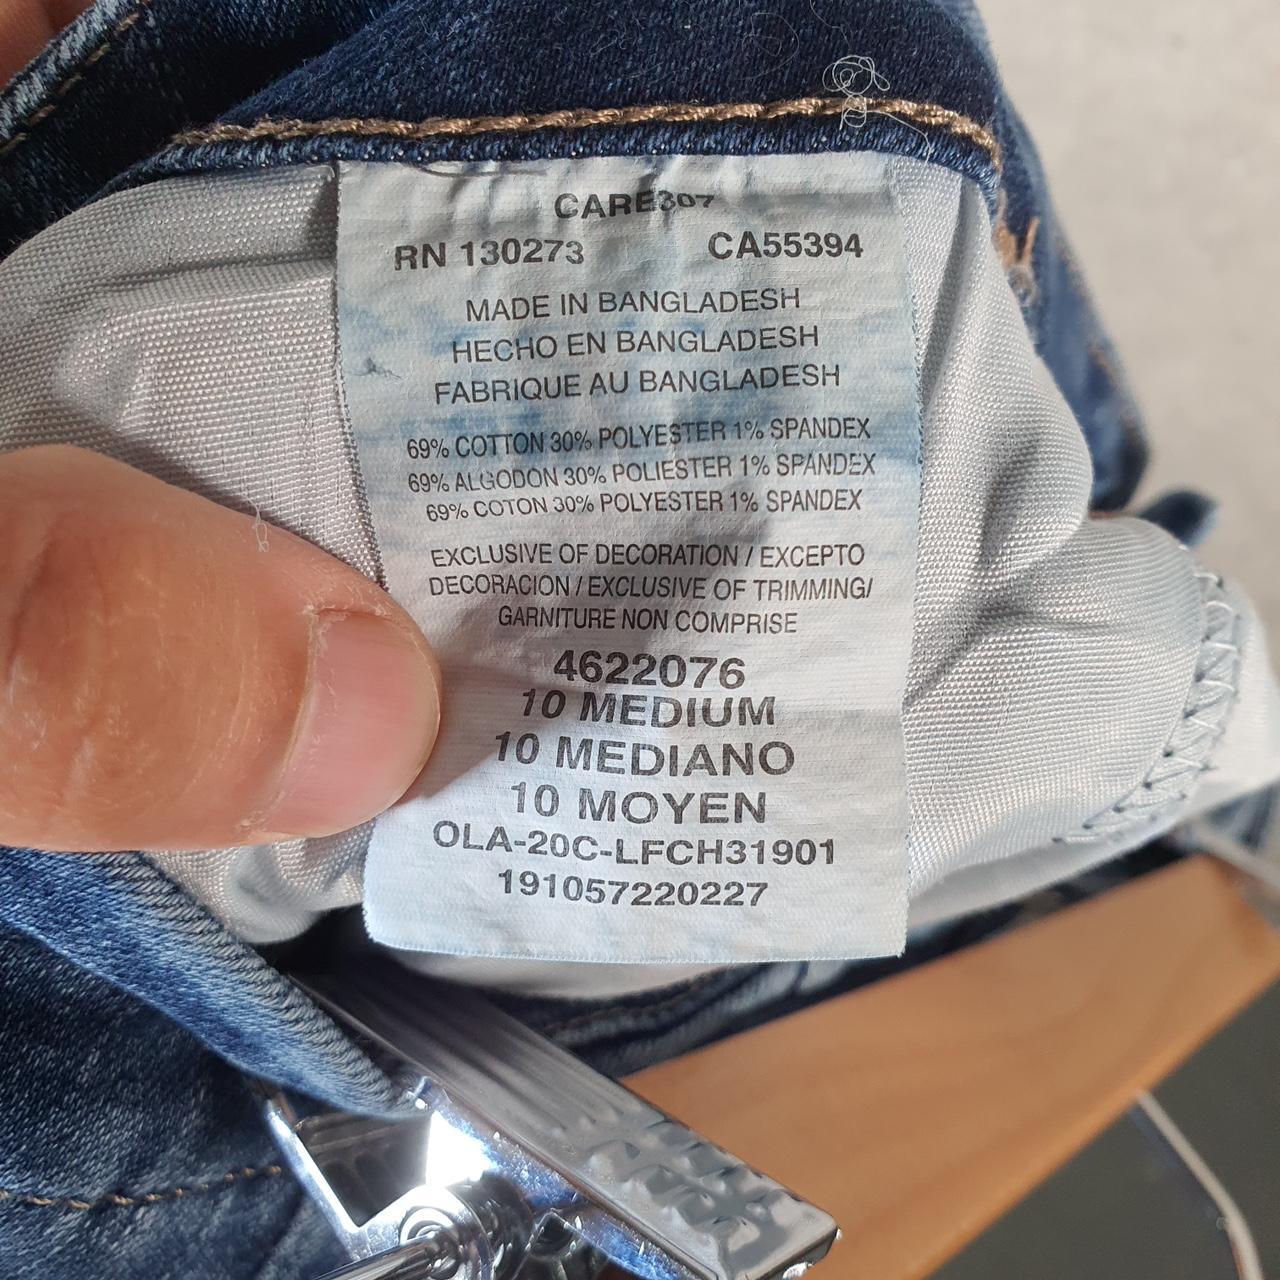 CARE307
RN 130273 CA55394
MADE IN BANGLADESH
HECHO EN BANGLADESH
FABRIQUE AU BANGLADESH
69% COTTON 30% POLYESTER 1% SPANDEX
69% ALGODON 30% POLIESTER 1% SPANDEX
69% COTON 30% POLYESTER 1% SPANDEX
EXCLUSIVE OF DECORATION / EXCEPTO
DECORACION / EXCLUSIVE OF TRIMMING/
GARNITURE NON COMPRISE
4622076
10 MEDIUM
10 MEDIANO
10 MOYEN
OLA-20C-LFCH31901
191057220227